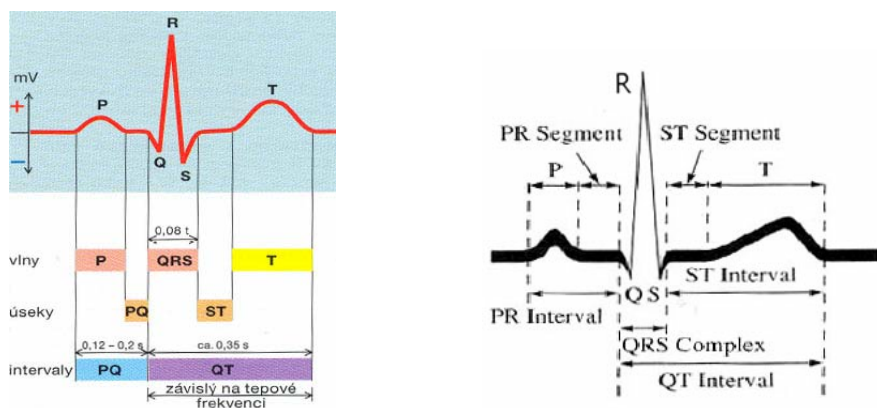 R
mV
+
P
T
−
Q
S
0,08 t
vlny
P
QRS
T
úseky
PQ
ST
0,12 – 0,2 s
ca. 0,35 s
intervaly
PQ
QT
závislý na tepové
frekvenci
R
PR Segment
ST Segment
P
T
Q S
ST Interval
PR Interval
QRS Complex
QT Interval